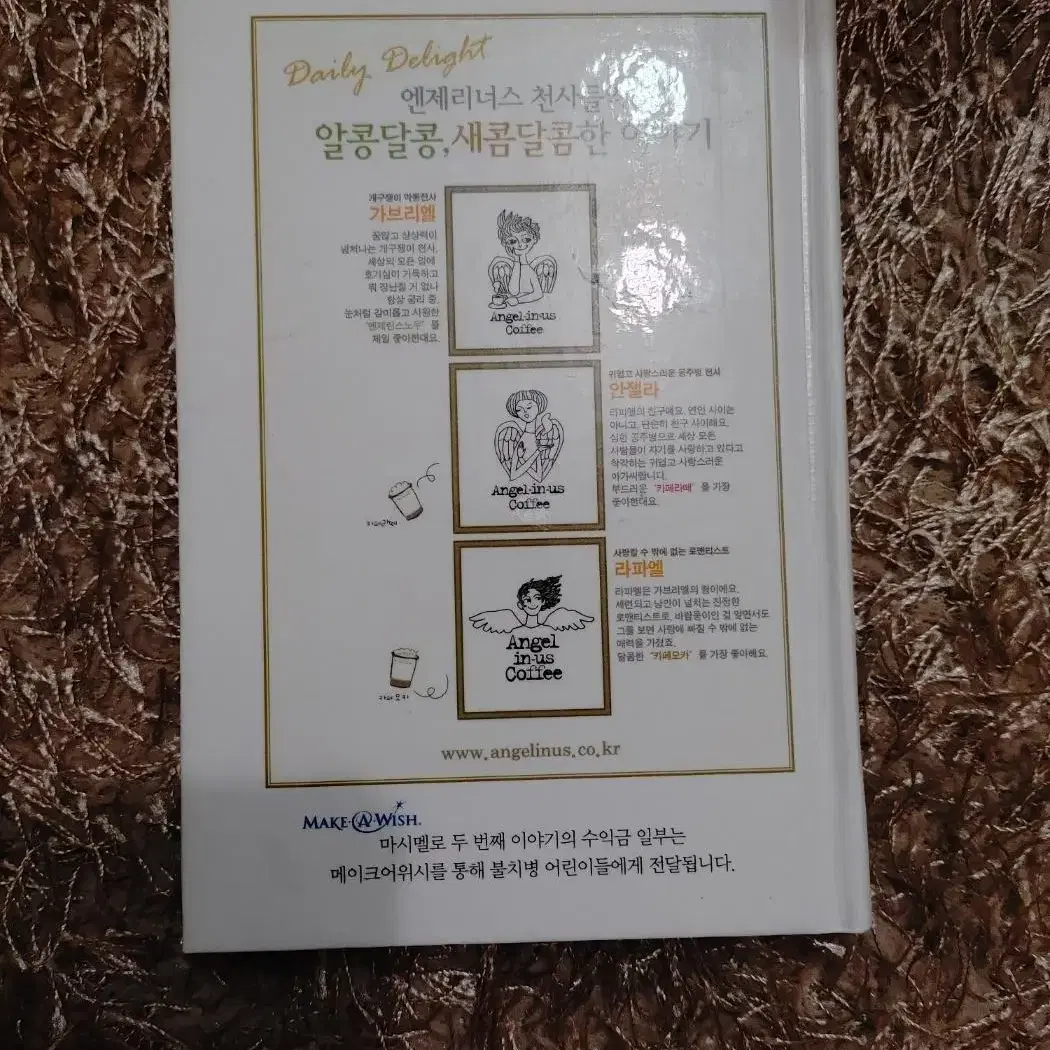 Daily Delight
엔제리너스 천사들
알콩달콩, 새콤달콤한
개구쟁이 악동천사
가브리엘
꿈많고 상상력이
넘쳐나는 개구쟁이 천사.
세상의 모든 일에
호기심이 가득하고
뭐 장난칠 거 없나
항상 궁리 중.
눈처럼 감미롭고 시원한
"엔제린스노우" 를
제일 좋아한대요.
Angel-in-us
Coffee
귀엽고 사랑스러운 공주병 천사
안젤라
라파엘의 친구에요. 연인 사이는
아니고, 단순히 친구 사이래요.
심한 공주병으로 세상 모든
사람들이 자기를 사랑하고 있다고
착각하는 귀엽고 사랑스러운
아가씨랍니다.
부드러운 "카페라떼" 를 가장
좋아한대요.
Angel-in-us
Coffee
사랑할 수 밖에 없는 로맨티스트
라파엘
라파엘은 가브리엘의 형이에요.
세련되고 낭만이 넘치는 진정한
로맨티스트로, 바람둥이인 걸 알면서도
그를 보면 사랑에 빠질 수 밖에 없는
매력을 가졌죠.
달콤한 "카페모카" 를 가장 좋아해요.
Angel
in-us
Coffee
카페모카
www.angelinus.co.kr
MAKE·A·WISH.
마시멜로 두 번째 이야기의 수익금 일부는
메이크어위시를 통해 불치병 어린이들에게 전달됩니다.